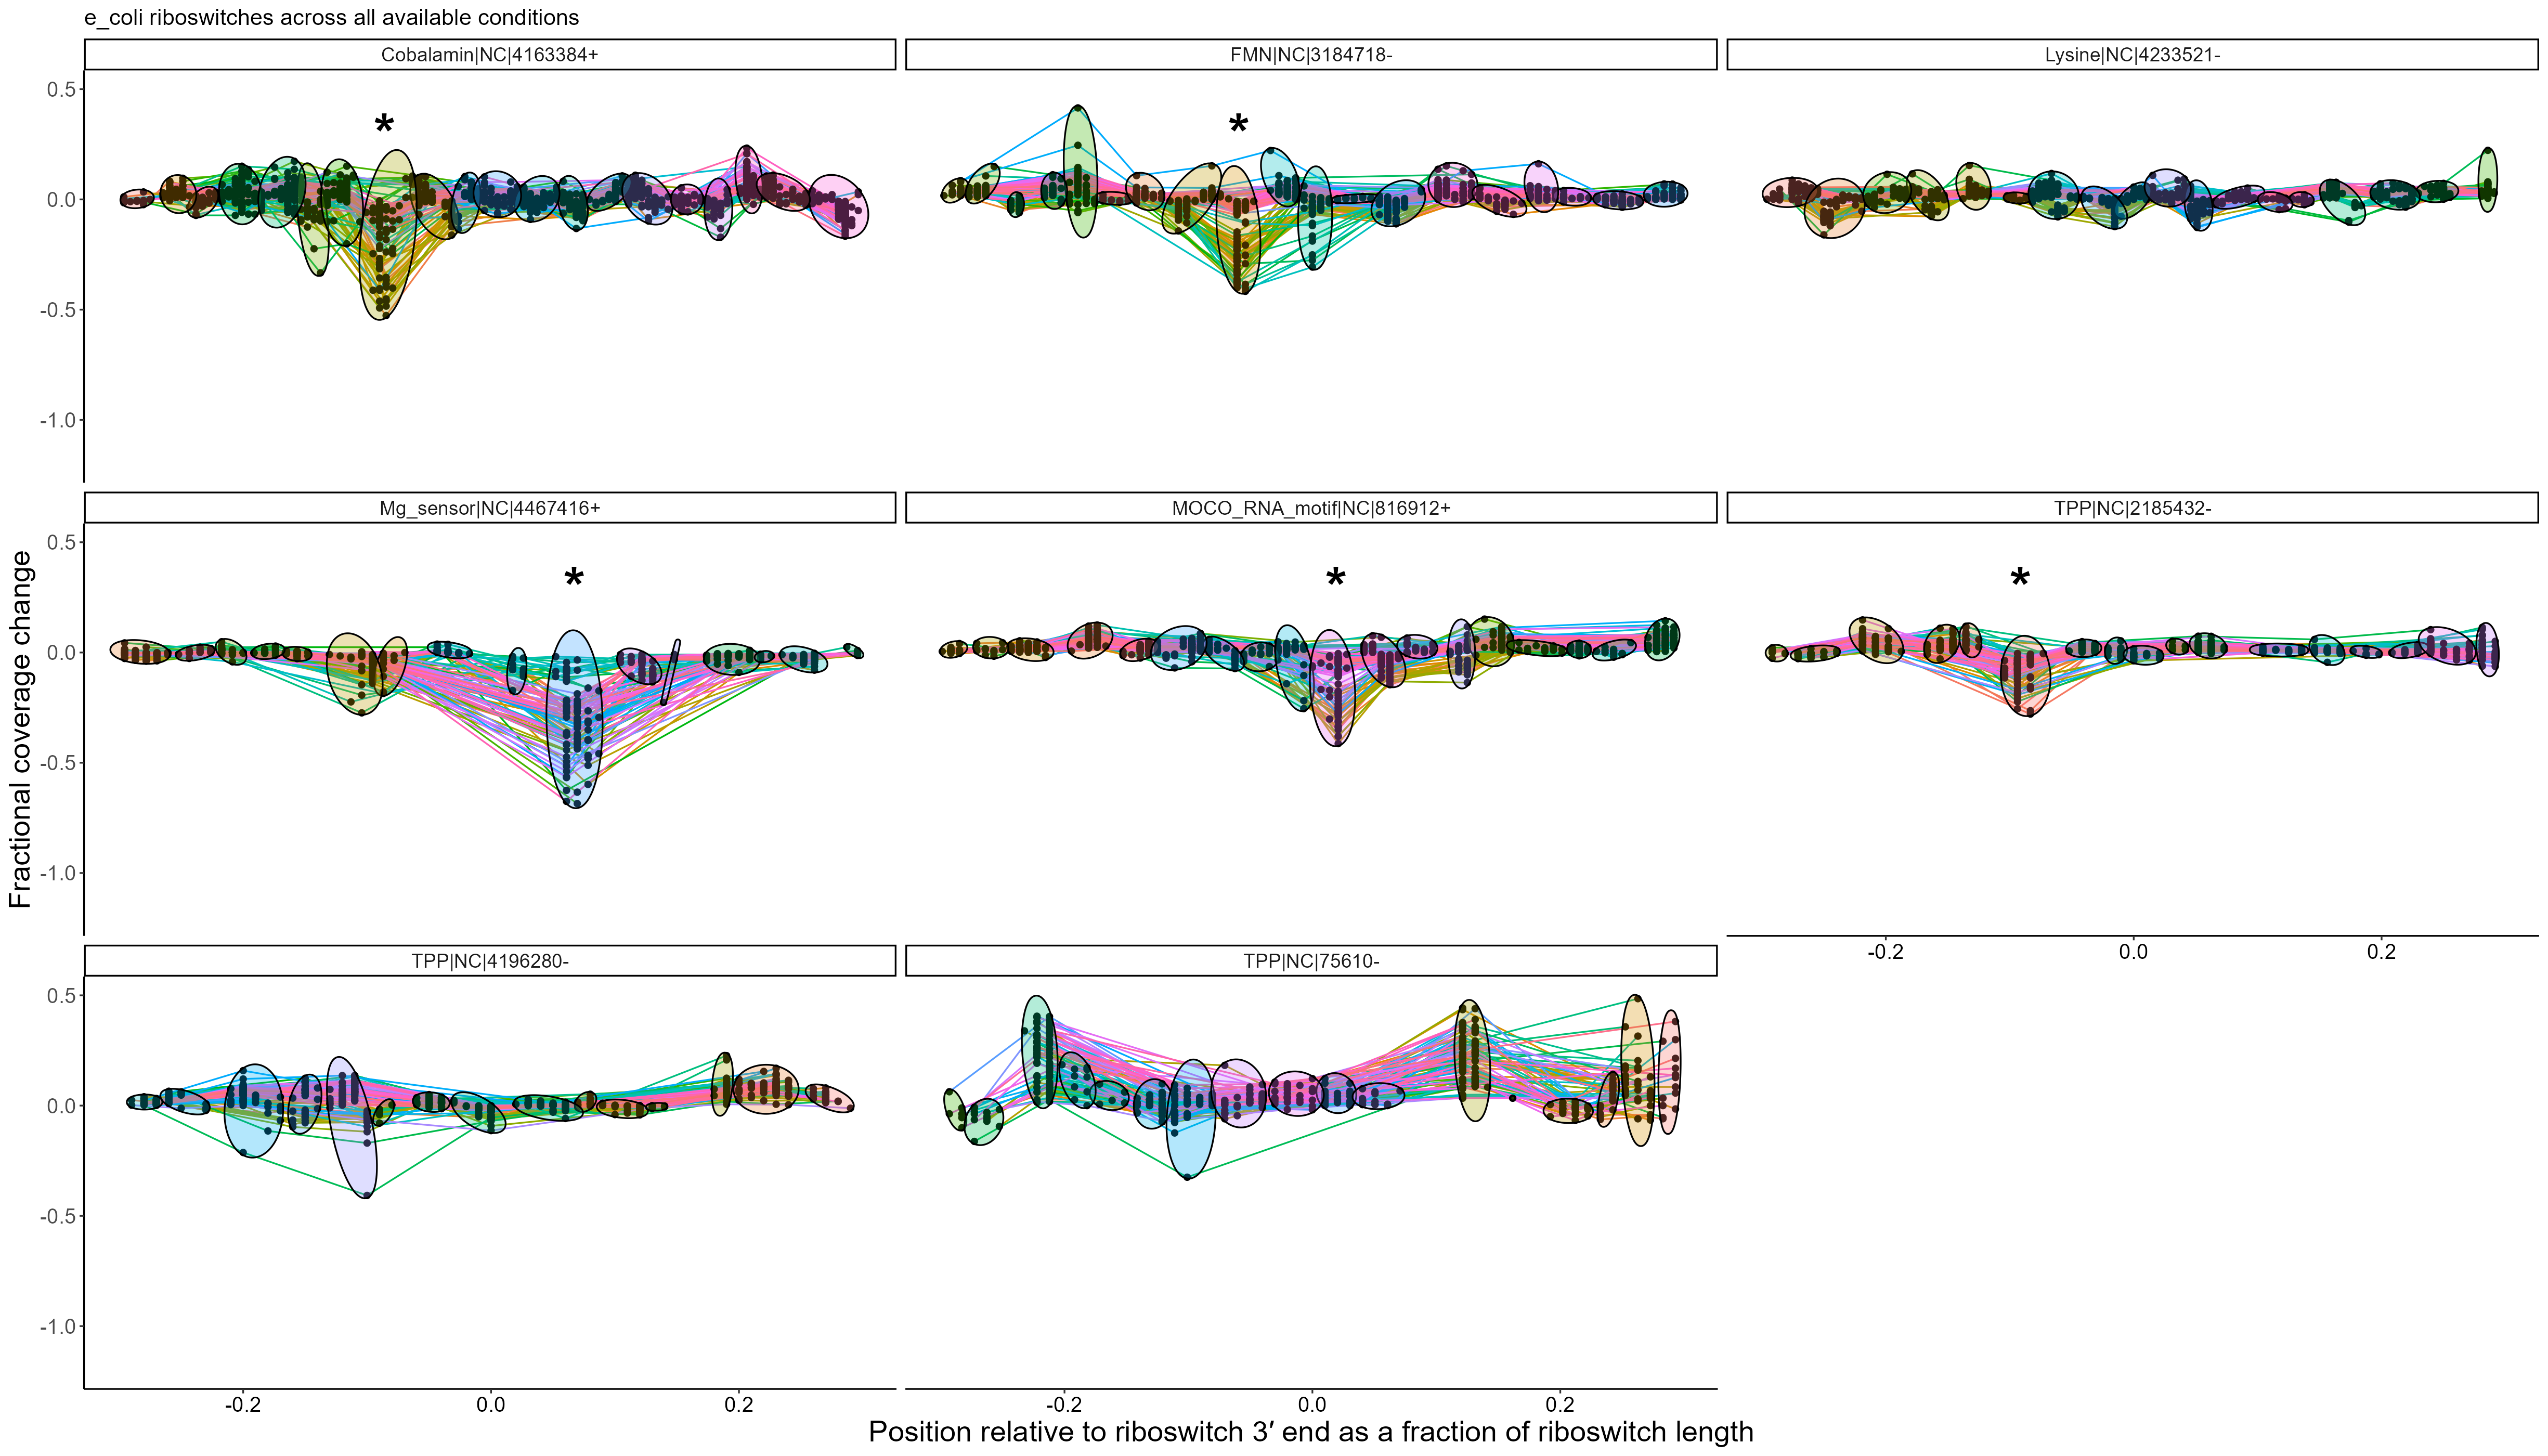 e_coli riboswitches across all available conditions
Cobalamin|NC|4163384+
FMN|NC|3184718-
Lysine|NC|4233521-
0.5
0.0
-0.5
-1.0
*
*
Mg_sensor|NC|4467416+
MOCO_RNA_motif|NC|816912+
TPP|NC|2185432-
0.5
0.0
-0.5
-1.0
*
*
*
-0.2 0.0 0.2
TPP|NC|4196280-
TPP|NC|75610-
0.5
0.0
-0.5
-1.0
-0.2 0.0 0.2
-0.2 0.0 0.2
Fractional coverage change
Position relative to riboswitch 3′ end as a fraction of riboswitch length